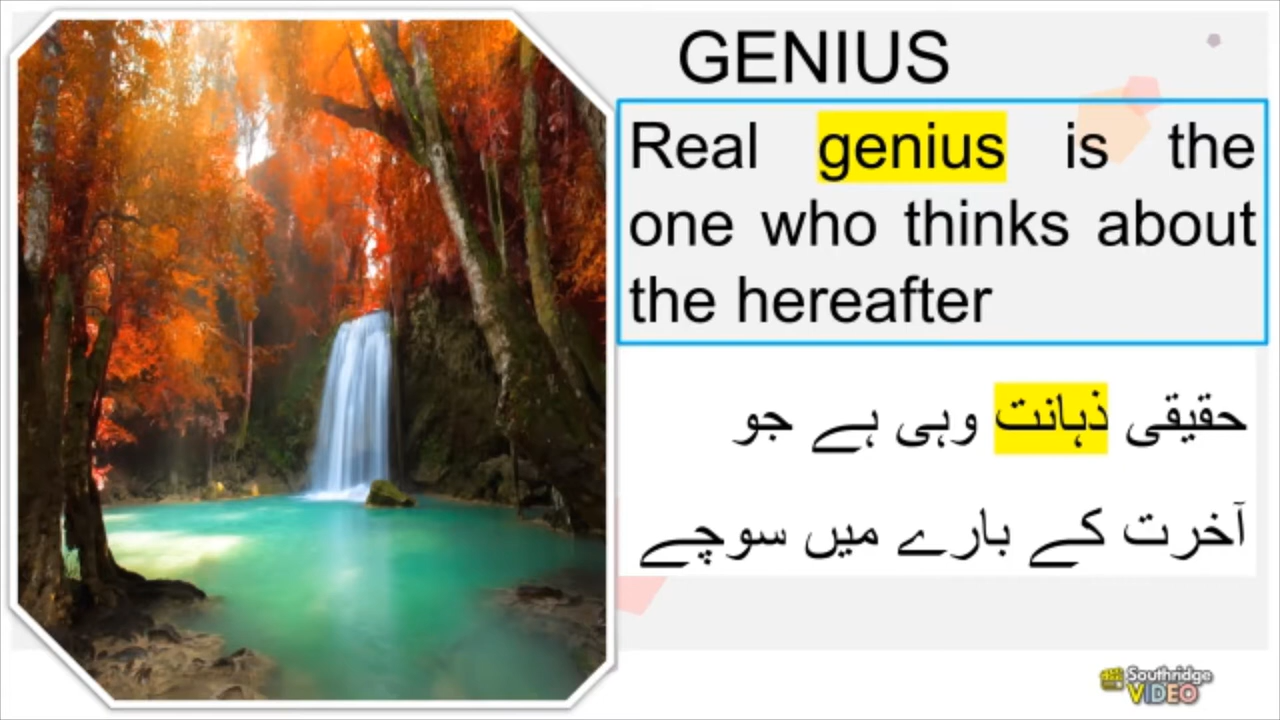 GENIUS
Real genius is the
one who thinks about
the hereafter
حقیقی ذہانت وہی ہے جو
آخرت کے بارے میں سوچے
Southridge
VIDEO